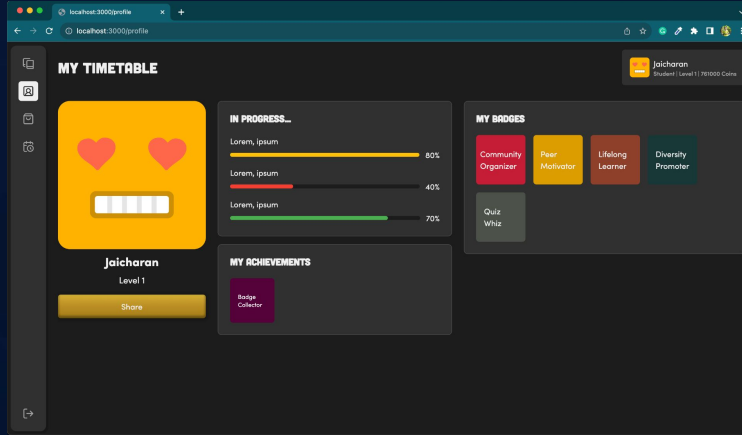 localhost:3000/profile
localhost:3000/profile
MY TIMETABLE
Jaicharan
Student | Level 1 | 761000 Coins
Jaicharan
Level 1
Share
IN PROGRESS...
Lorem, ipsum
80%
Lorem, ipsum
40%
Lorem, ipsum
70%
MY ACHIEVEMENTS
Badge
Collector
MY BADGES
Community
Organizer
Peer
Motivator
Lifelong
Learner
Diversity
Promoter
Quiz
Whiz